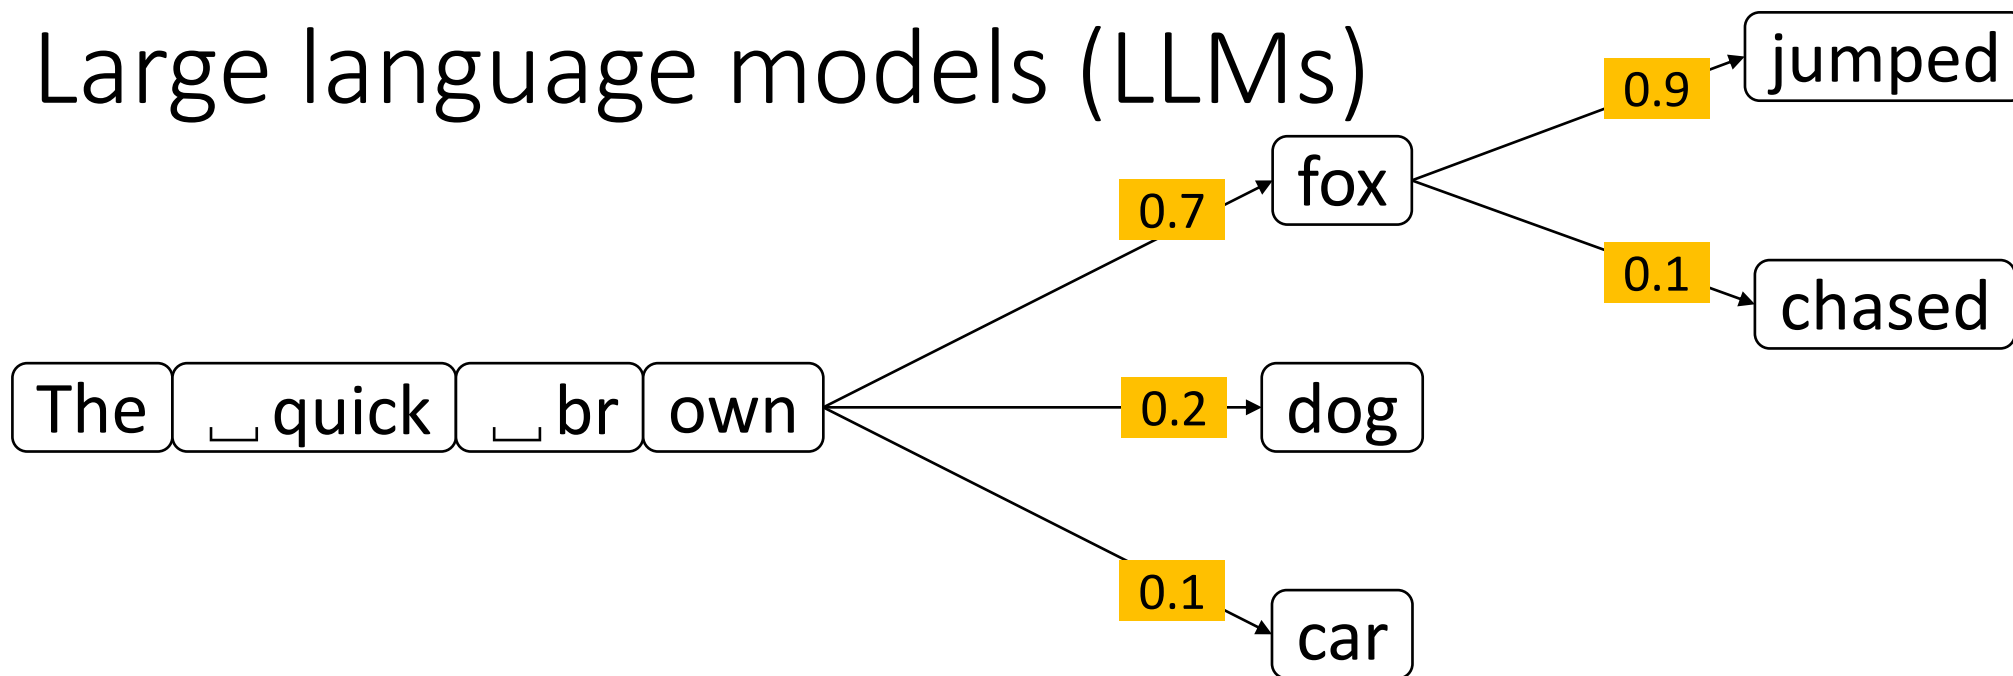 Large language models (LLMs)
jumped
0.9
fox
0.7
0.1
chased
The ␣quick ␣br own
0.2
dog
0.1
car